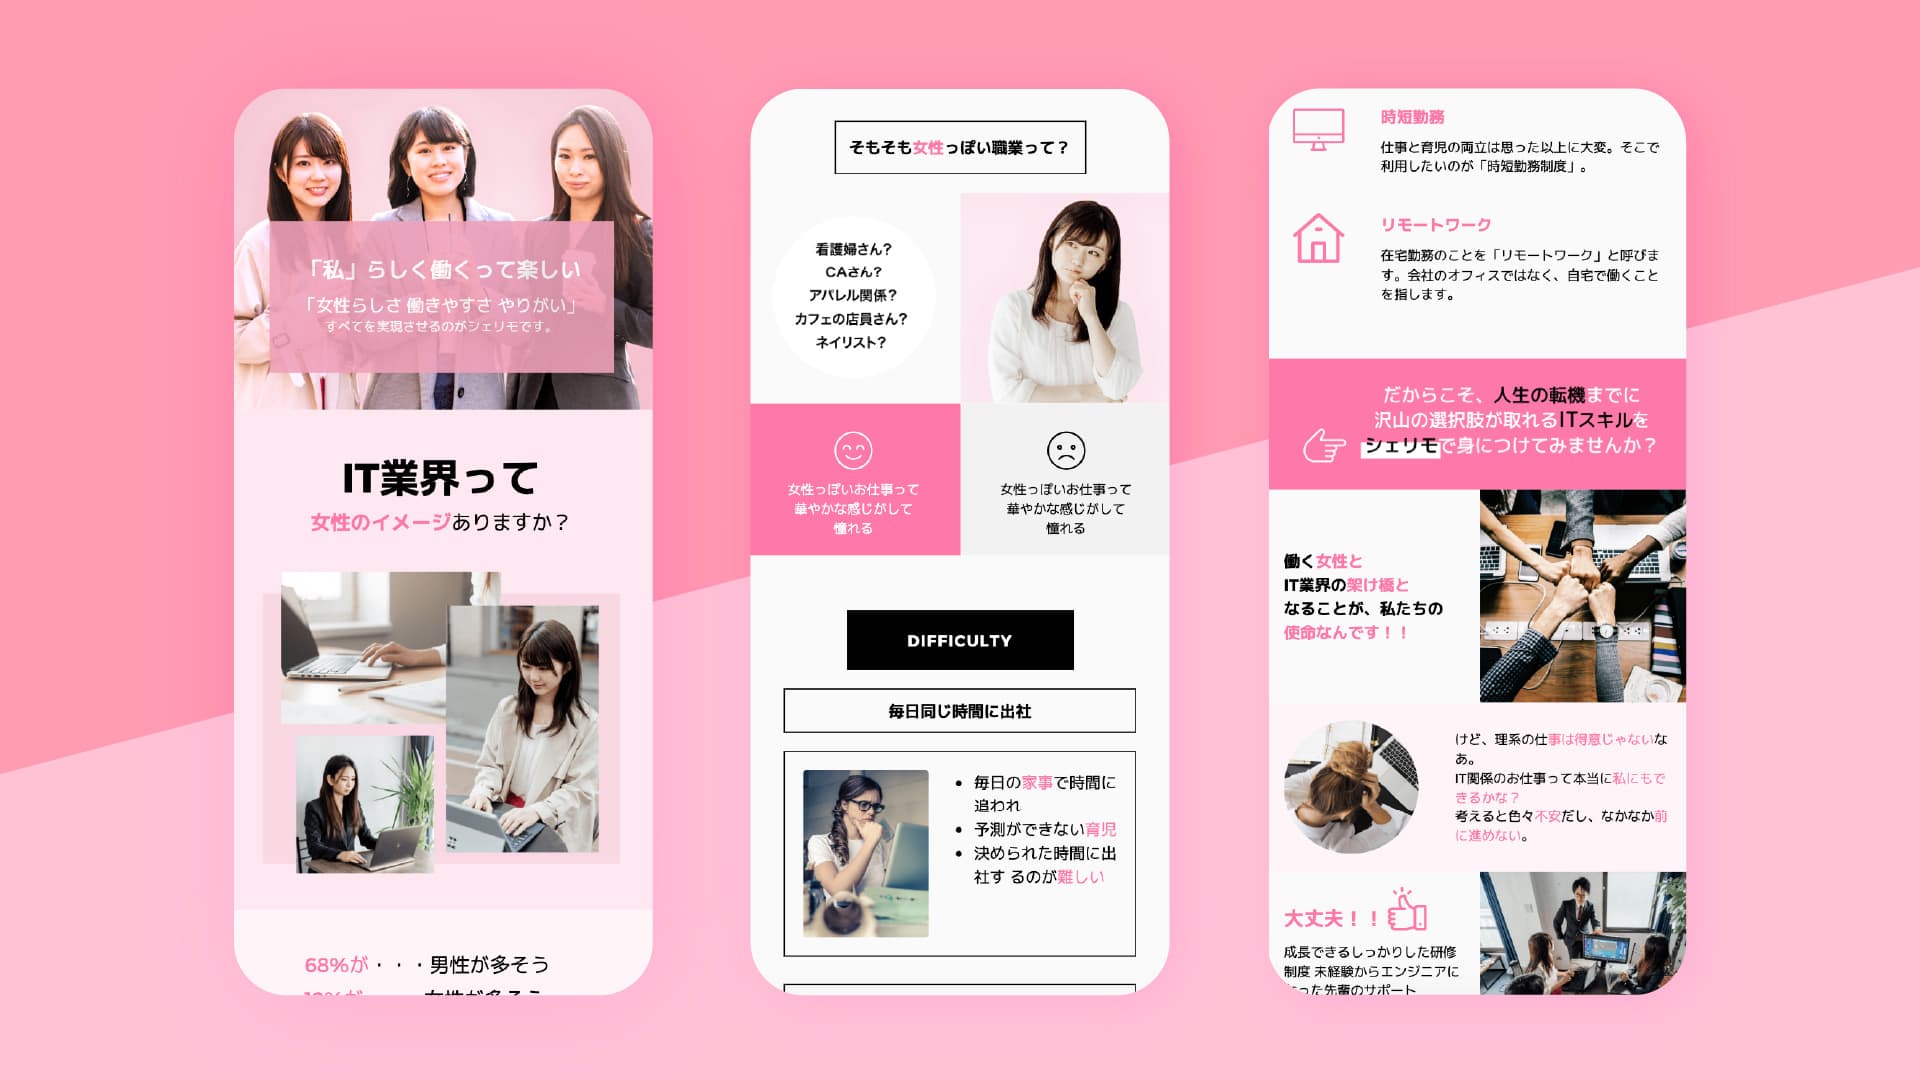 「私」らしく働くって楽しい
「女性らしさ 働きやすさ やりがい」
すべてを実現させるのがシェリモです。
IT業界って
女性のイメージありますか？
68%が・・・男性が多そう
そもそも女性っぽい職業って？
看護婦さん?
CAさん?
アパレル関係?
カフェの店員さん?
ネイリスト?
女性っぽいお仕事って
華やかな感じがして
憧れる
女性っぽいお仕事って
華やかな感じがして
憧れる
DIFFICULTY
毎日同じ時間に出社
• 毎日の家事で時間に
追われ
• 予測ができない育児
• 決められた時間に出
社す るのが難しい
時短勤務
仕事と育児の両立は思った以上に大変。そこで
利用したいのが「時短勤務制度」。
リモートワーク
在宅勤務のことを「リモートワーク」と呼びま
す。会社のオフィスではなく、自宅で働くこと
を指します。
だからこそ、人生の転機までに
沢山の選択肢が取れるITスキルを
シェリモで身につけてみませんか？
働く女性と
IT業界の架け橋と
なることが、私たちの
使命なんです！！
けど、理系の仕事は得意じゃないな
あ。
IT関係のお仕事って本当に私にもで
きるかな？
考えると色々不安だし、なかなか前
に進めない。
大丈夫！！
成長できるしっかりした研修
制度 未経験からエンジニアに
なった先輩のサポート